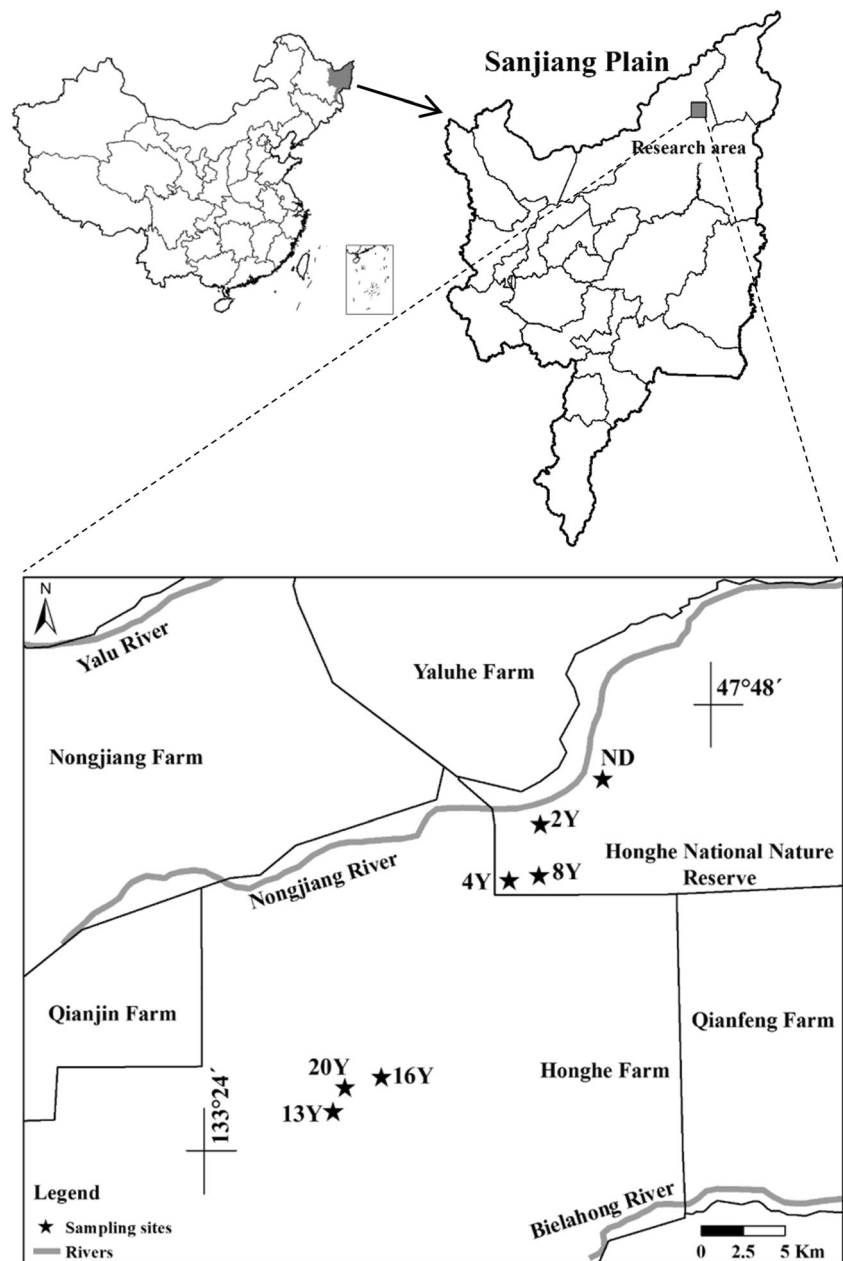 Sanjiang Plain
Research area
N
Yalu River
Yaluhe Farm
47°48´
Nongjiang Farm
ND
2Y
Honghe National Nature
Reserve
4Y
8Y
Nongjiang River
Qianjin Farm
Qianfeng Farm
20Y
16Y
Honghe Farm
13Y
133°24´
Legend
Sampling sites
Rivers
Bielahong River
0 2.5 5 Km